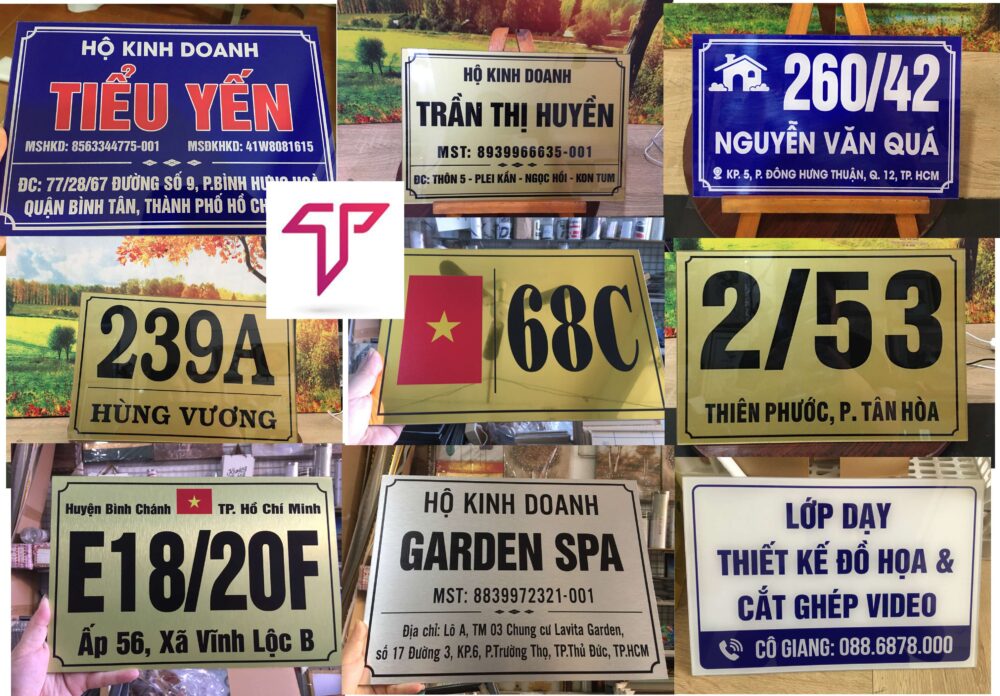 HỘ KINH DOANH
TIỂU YẾN
MSHKD: 8563344775-001 MSĐKHKD: 41W8081615
ĐC: 77/28/67 ĐƯỜNG SỐ 9, P.BÌNH HƯNG
QUẬN BÌNH TÂN, THÀNH PHỐ HỒ
HỘ KINH DOANH
TRẦN THỊ HUYỀN
MST: 8939966635-001
ĐC: THÔN 5 - PLEI KẦN - NGỌC HỒI - KON TUM
260/42
NGUYỄN VĂN QUÁ
KP. 5, P. ĐÔNG HƯNG THUẬN, Q. 12, TP. HCM
TP
239A
HÙNG VƯƠNG
68C
2/53
THIÊN PHƯỚC, P. TÂN HÒA
Huyện Bình Chánh TP. Hồ Chí Minh
E18/20F
Ấp 56, Xã Vĩnh Lộc B
HỘ KINH DOANH
GARDEN SPA
MST: 8839972321-001
Địa chỉ: Lô A, TM 03 Chung cư Lavita Garden,
số 17 Đường 3, KP.6, P.Trường Thọ, TP.Thủ Đức, TP.HCM
LỚP DẠY
THIẾT KẾ ĐỒ HỌA &
CẮT GHÉP VIDEO
CÔ GIANG: 088.6878.000